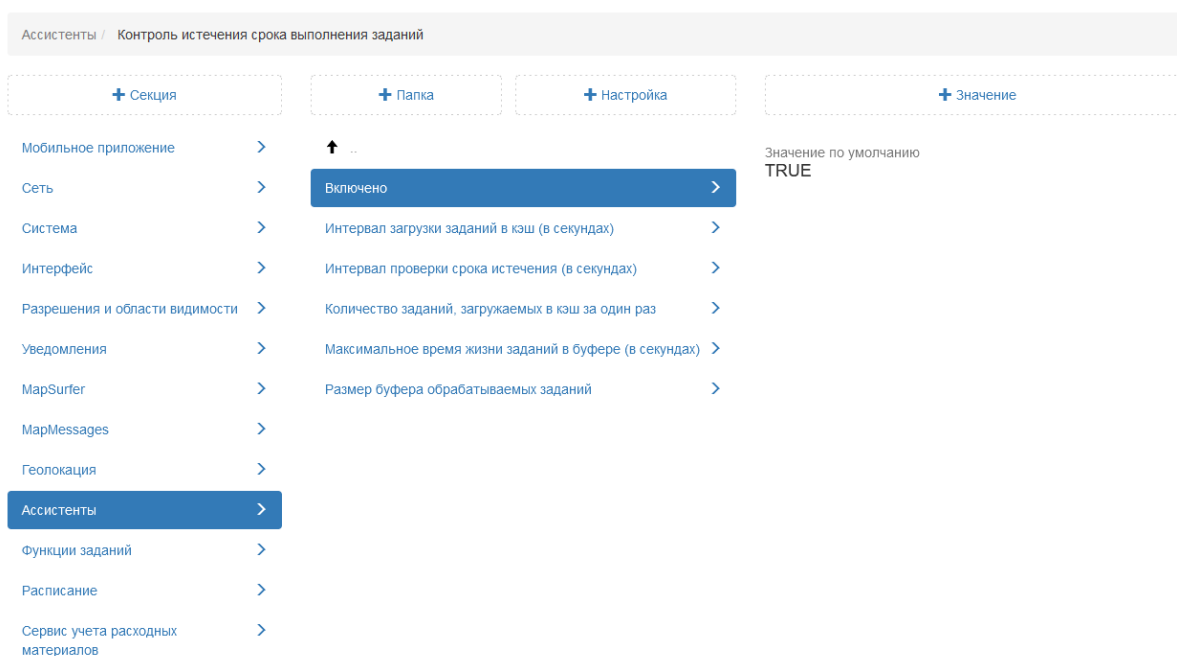 Ассистенты / Контроль истечения срока выполнения заданий
+ Секция
+ Папка
+ Настройка
+ Значение
Мобильное приложение
Сеть
Система
Интерфейс
Разрешения и области видимости
Уведомления
MapSurfer
MapMessages
Геолокация
Ассистенты
Функции заданий
Расписание
Сервис учета расходных
материалов
..
Включено
Интервал загрузки заданий в кэш (в секундах)
Интервал проверки срока истечения (в секундах)
Количество заданий, загружаемых в кэш за один раз
Максимальное время жизни заданий в буфере (в секундах)
Размер буфера обрабатываемых заданий
Значение по умолчанию
TRUE